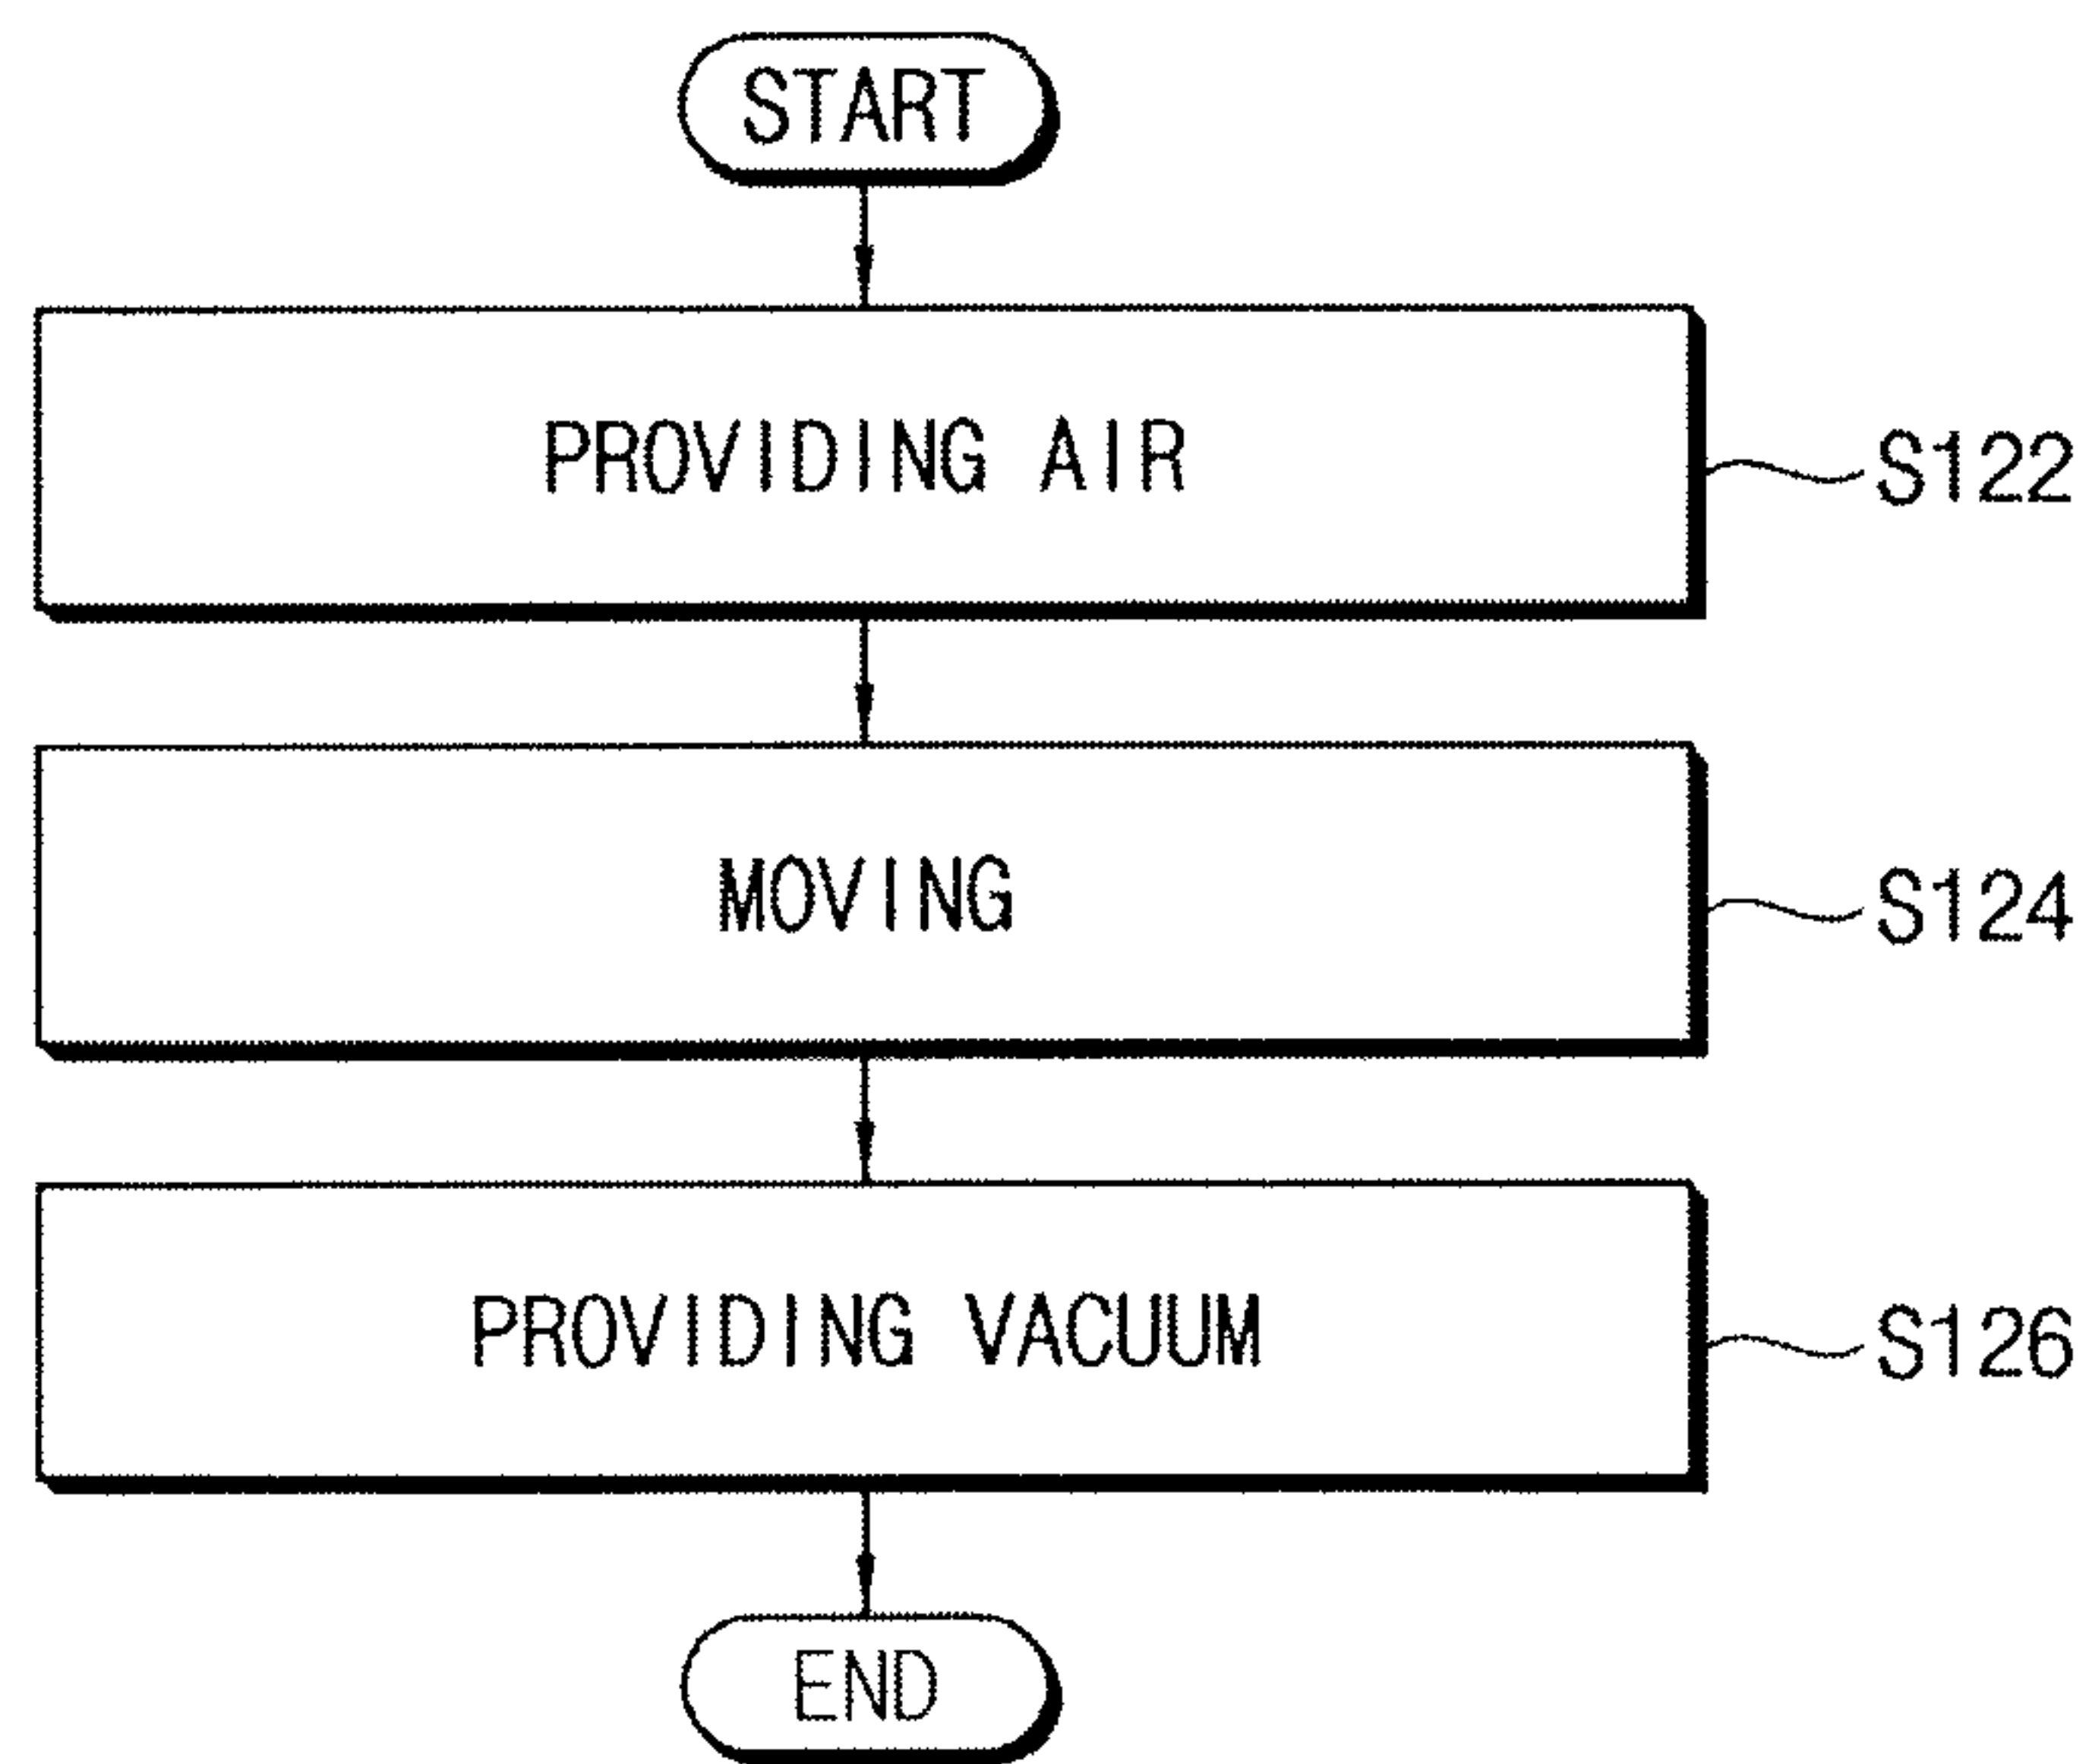 START
PROVIDING AIR
S122
MOVING
S124
PROVIDING VACUUM
S126
END